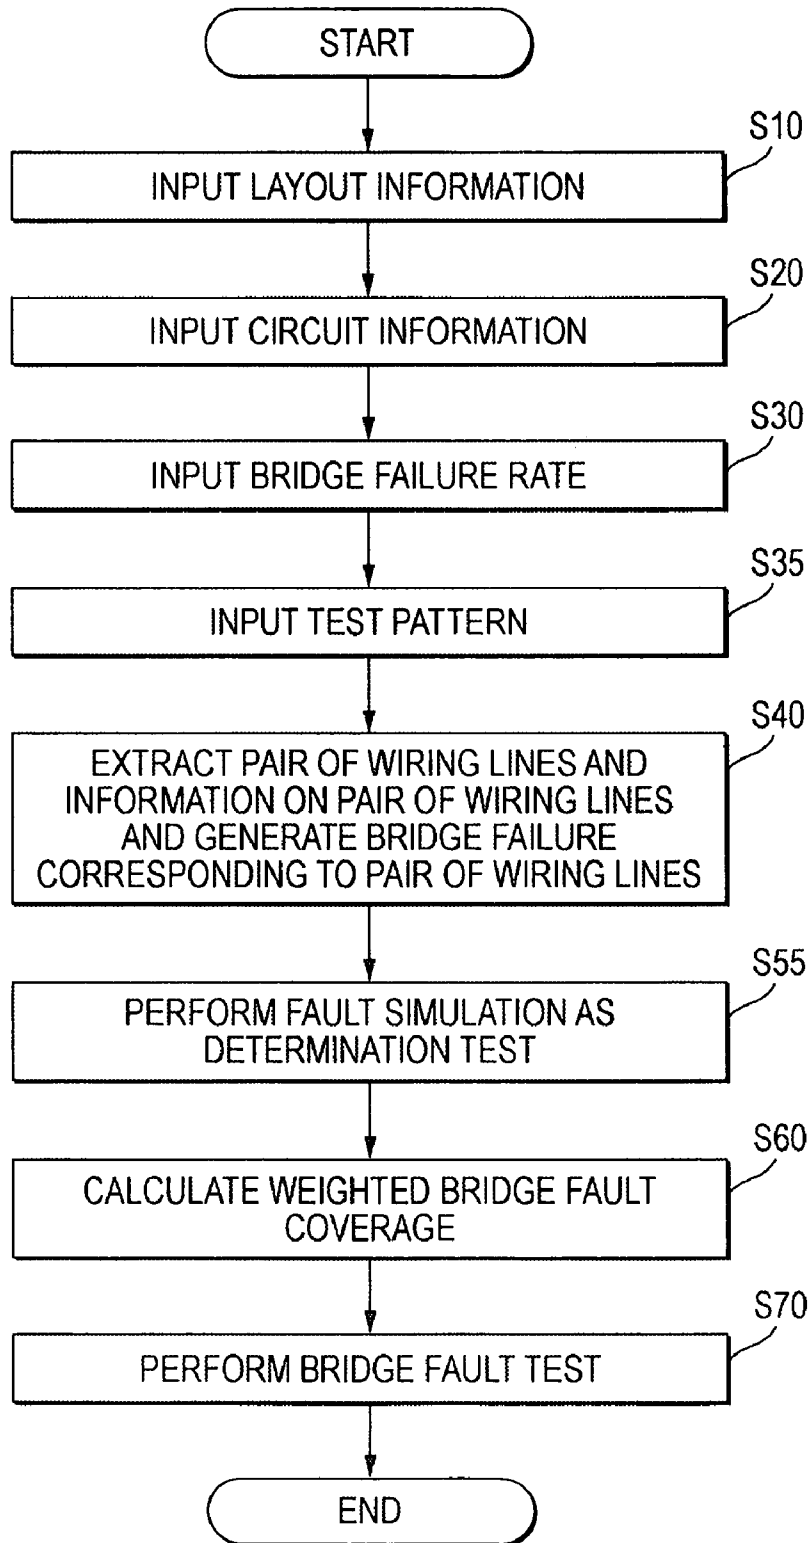 START
S10
INPUT LAYOUT INFORMATION
S20
INPUT CIRCUIT INFORMATION
S30
INPUT BRIDGE FAILURE RATE
S35
INPUT TEST PATTERN
S40
EXTRACT PAIR OF WIRING LINES AND
INFORMATION ON PAIR OF WIRING LINES
AND GENERATE BRIDGE FAILURE
CORRESPONDING TO PAIR OF WIRING LINES
S55
PERFORM FAULT SIMULATION AS
DETERMINATION TEST
S60
CALCULATE WEIGHTED BRIDGE FAULT
COVERAGE
S70
PERFORM BRIDGE FAULT TEST
END